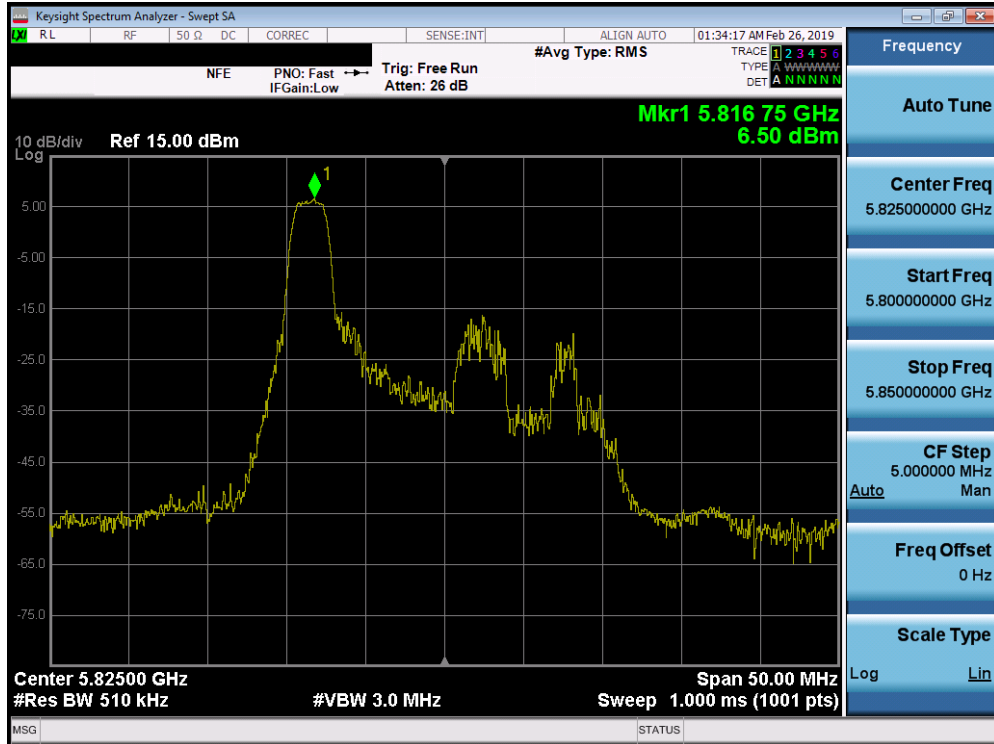 Keysight Spectrum Analyzer - Swept SA
LXI RL RF 50 Ω DC CORREC SENSE:INT ALIGN AUTO 01:34:17 AM Feb 26, 2019
NFE PNO: Fast Trig: Free Run #Avg Type: RMS TRACE 1 2 3 4 5 6
IFGain:Low Atten: 26 dB TYPE A WWWWW
DET A N N N N N
Mkr1 5.816 75 GHz
6.50 dBm
10 dB/div Ref 15.00 dBm
Log
1
5.00
-5.00
-15.0
-25.0
-35.0
-45.0
-55.0
-65.0
-75.0
Center 5.82500 GHz Span 50.00 MHz
#Res BW 510 kHz #VBW 3.0 MHz Sweep 1.000 ms (1001 pts)
MSG STATUS
Frequency
Auto Tune
Center Freq
5.825000000 GHz
Start Freq
5.800000000 GHz
Stop Freq
5.850000000 GHz
CF Step
5.000000 MHz
Auto Man
Freq Offset
0 Hz
Scale Type
Log Lin